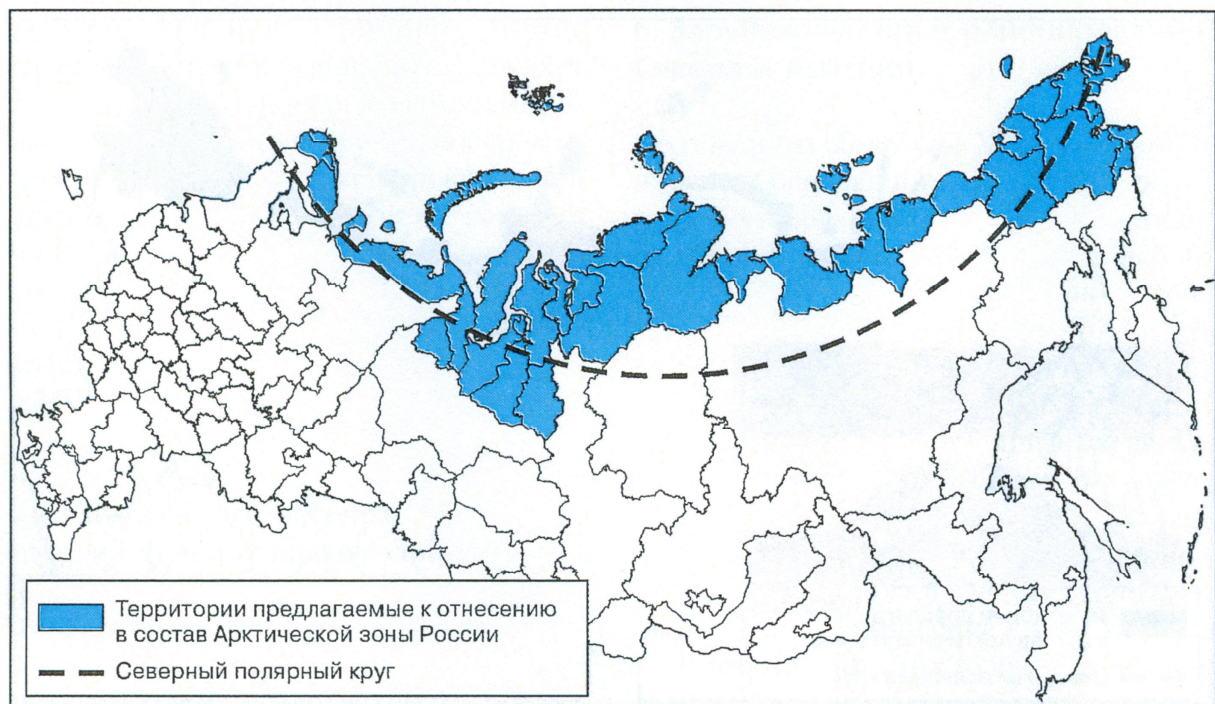 Территории предлагаемые к отнесению
в состав Арктической зоны России
Северный полярный круг